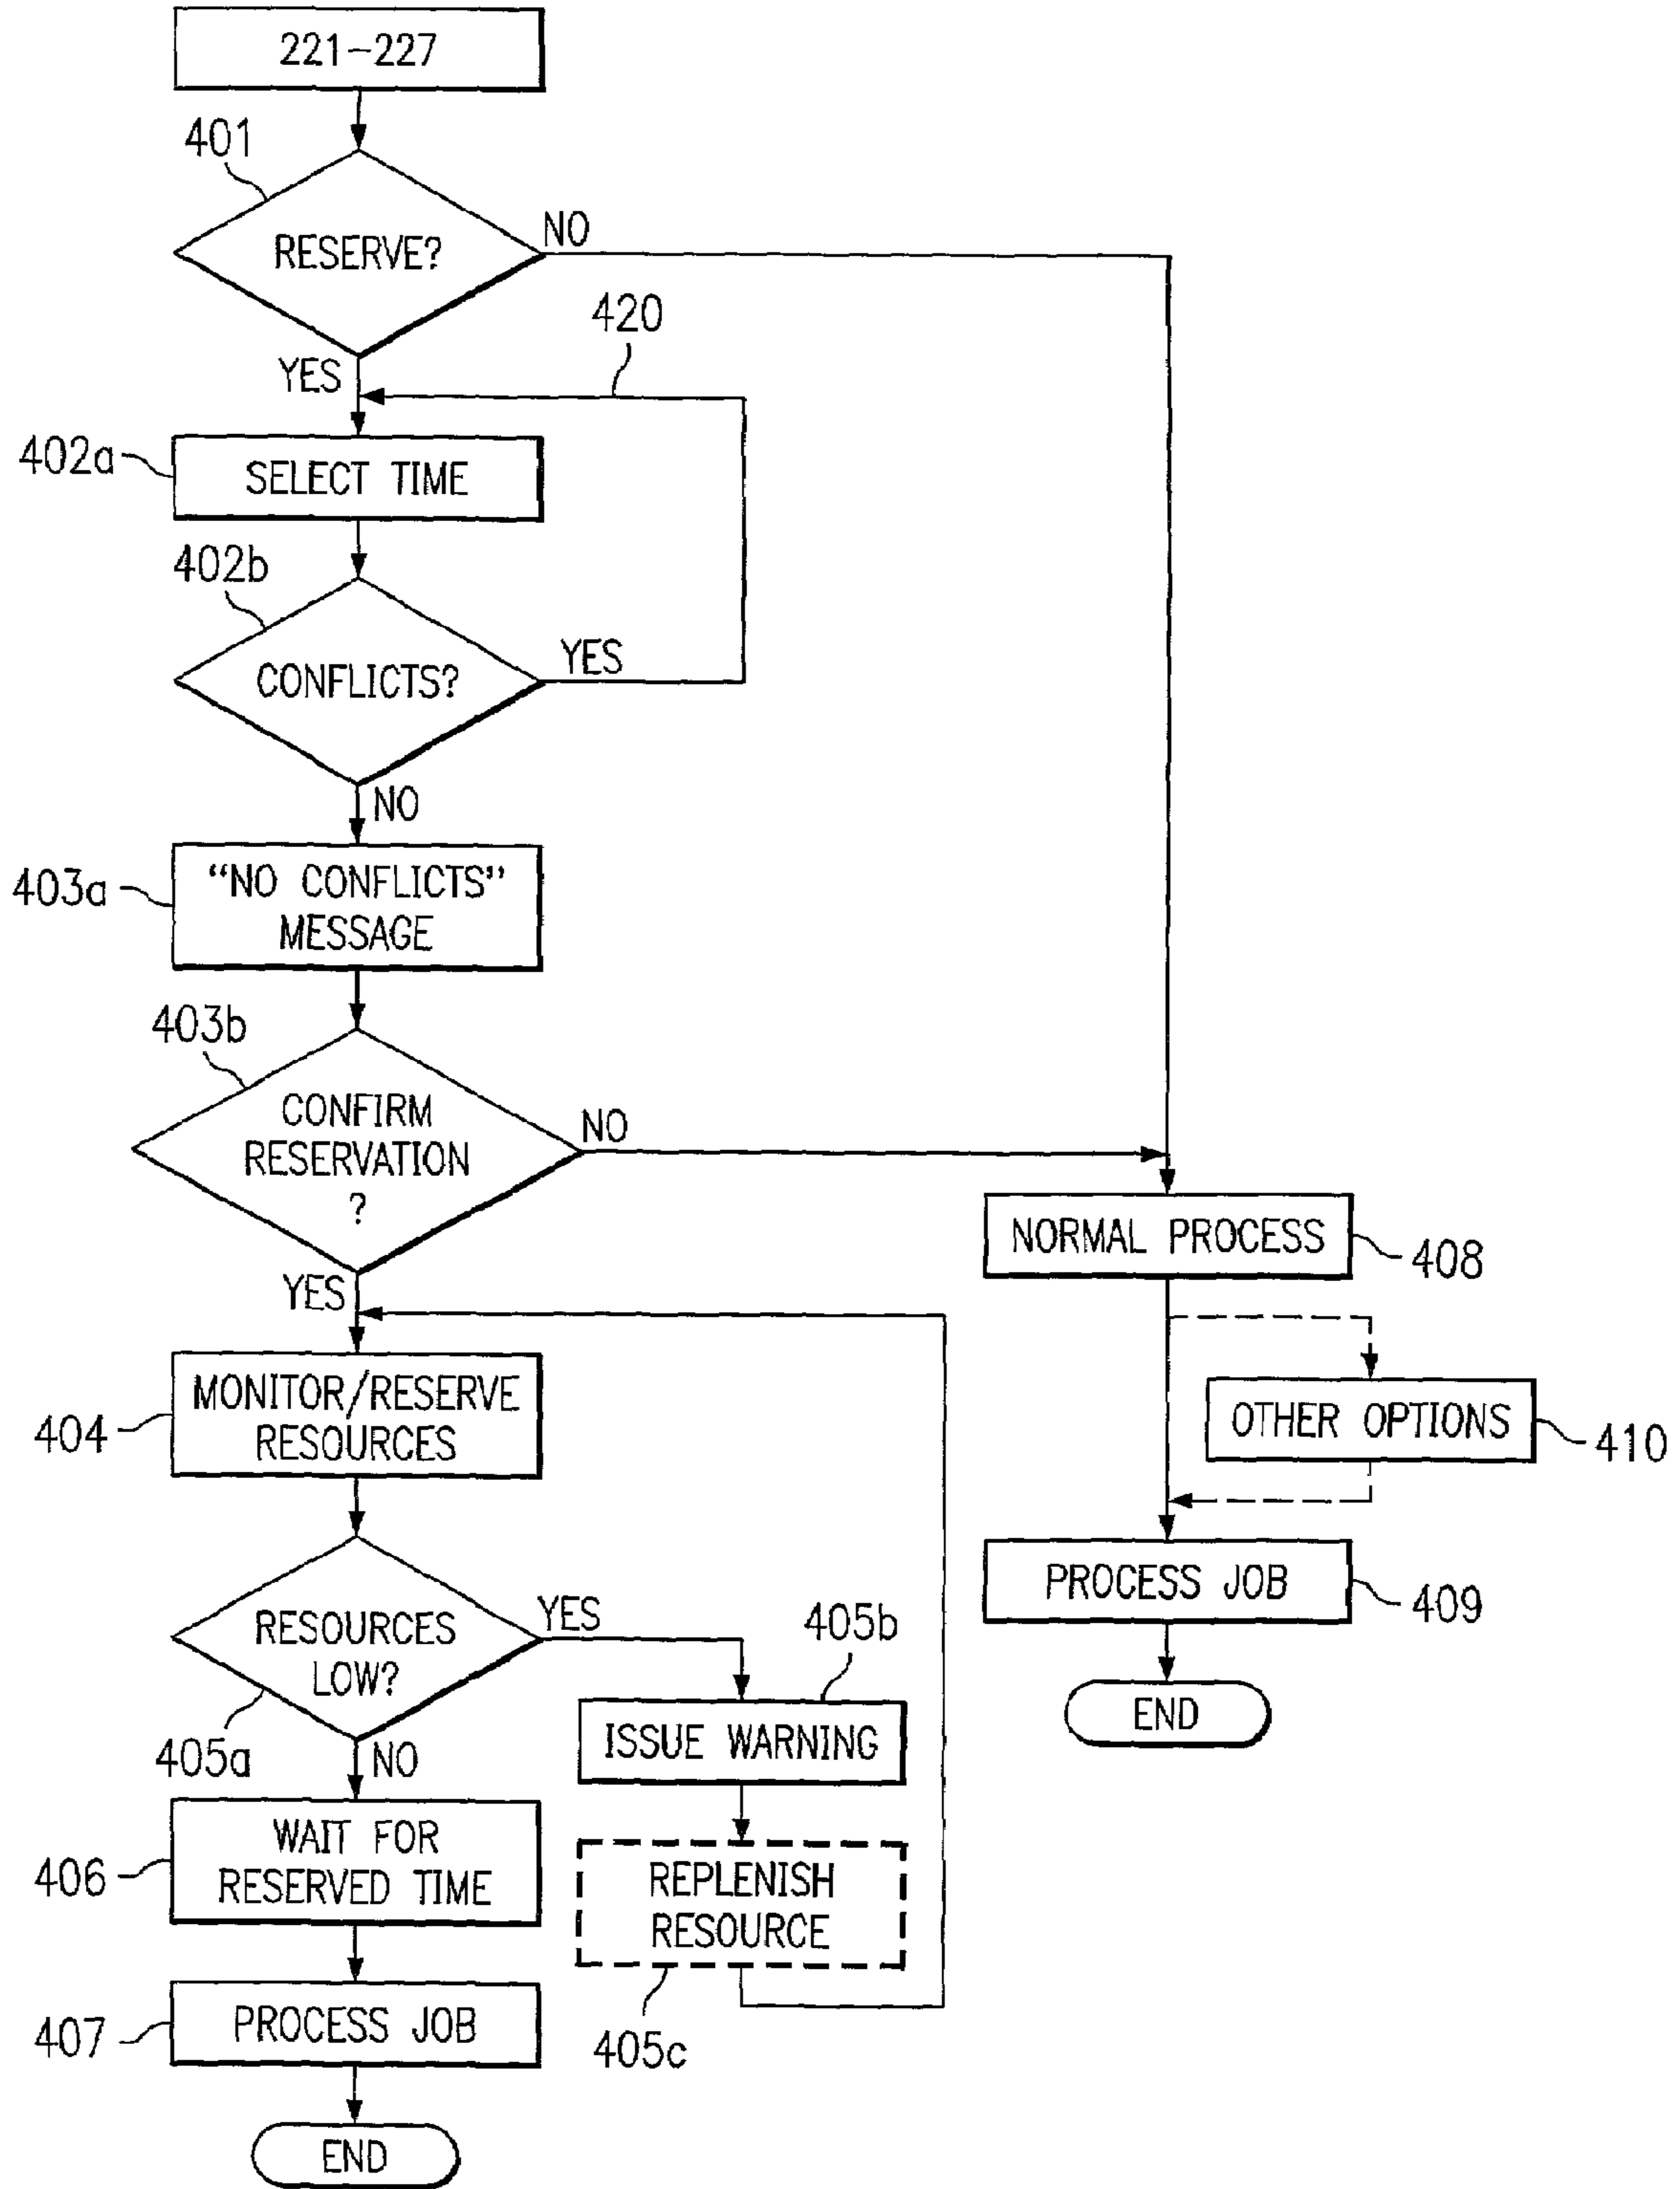 221-227
401
RESERVE?
NO
YES
420
402a
SELECT TIME
402b
CONFLICTS?
YES
NO
403a
“NO CONFLICTS”
MESSAGE
403b
CONFIRM
RESERVATION
?
NO
YES
NORMAL PROCESS
408
MONITOR/RESERVE
RESOURCES
404
OTHER OPTIONS
410
PROCESS JOB
409
END
RESOURCES
LOW?
YES
405a
NO
405b
ISSUE WARNING
WAIT FOR
RESERVED TIME
406
REPLENISH
RESOURCE
405c
PROCESS JOB
407
END